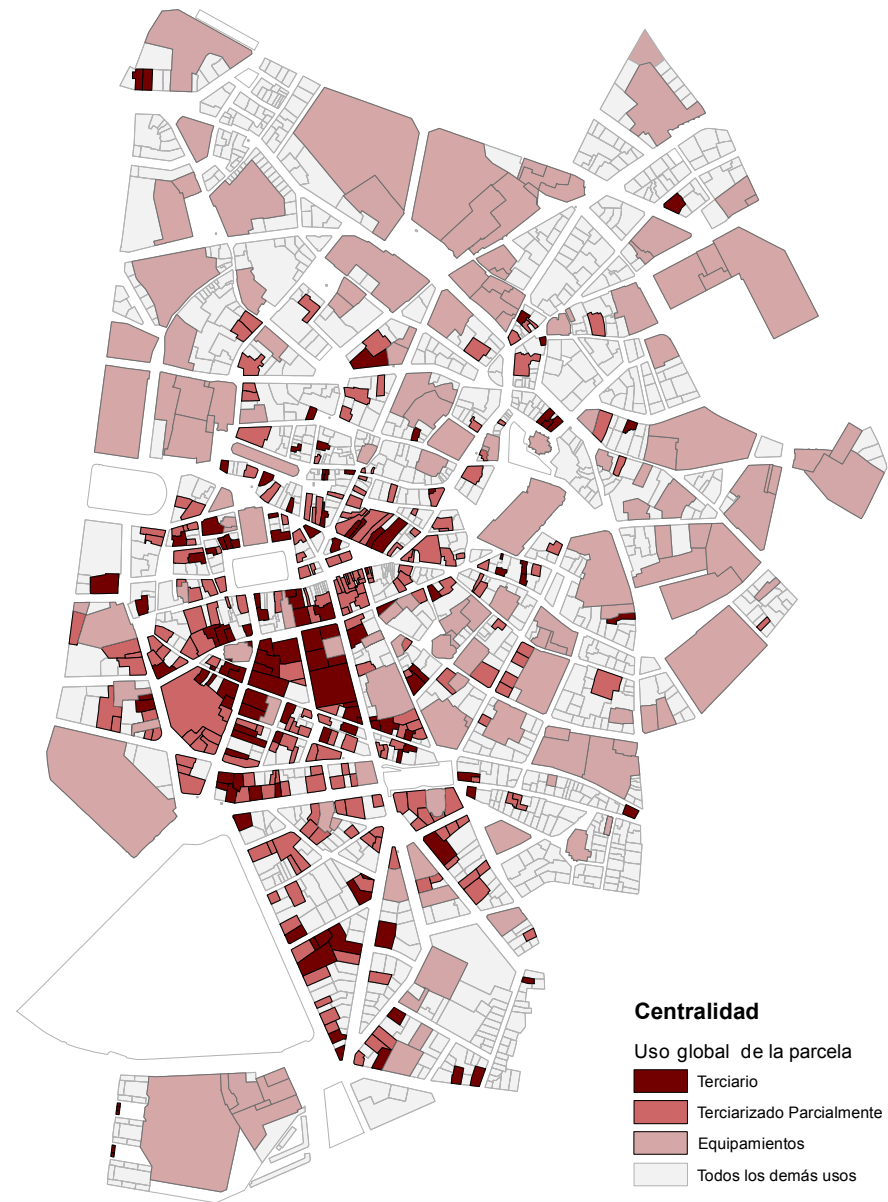 Centralidad
Uso global de la parcela
Terciario
Terciarizado Parcialmente
Equipamientos
Todos los demás usos